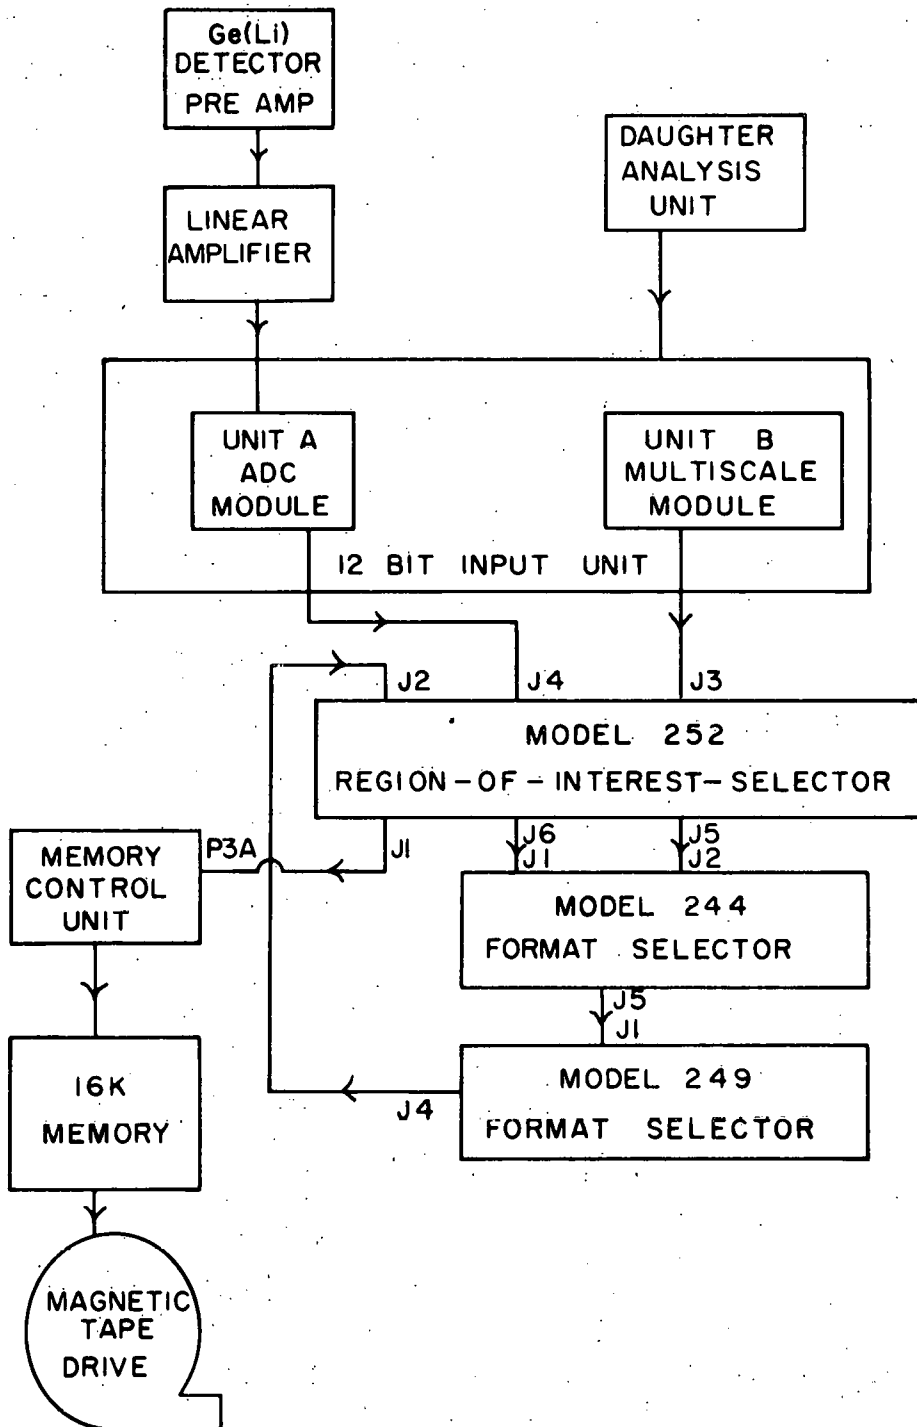 Ge(Li)
DETECTOR
PRE AMP
LINEAR
AMPLIFIER
DAUGHTER
ANALYSIS
UNIT
UNIT A
ADC
MODULE
UNIT B
MULTISCALE
MODULE
12 BIT INPUT UNIT
J2
J4
J3
MODEL 252
REGION-OF-INTEREST-SELECTOR
P3A
J1
J6
J1
J5
J2
MEMORY
CONTROL
UNIT
MODEL 244
FORMAT SELECTOR
J5
J1
MODEL 249
FORMAT SELECTOR
J4
16K
MEMORY
MAGNETIC
TAPE
DRIVE